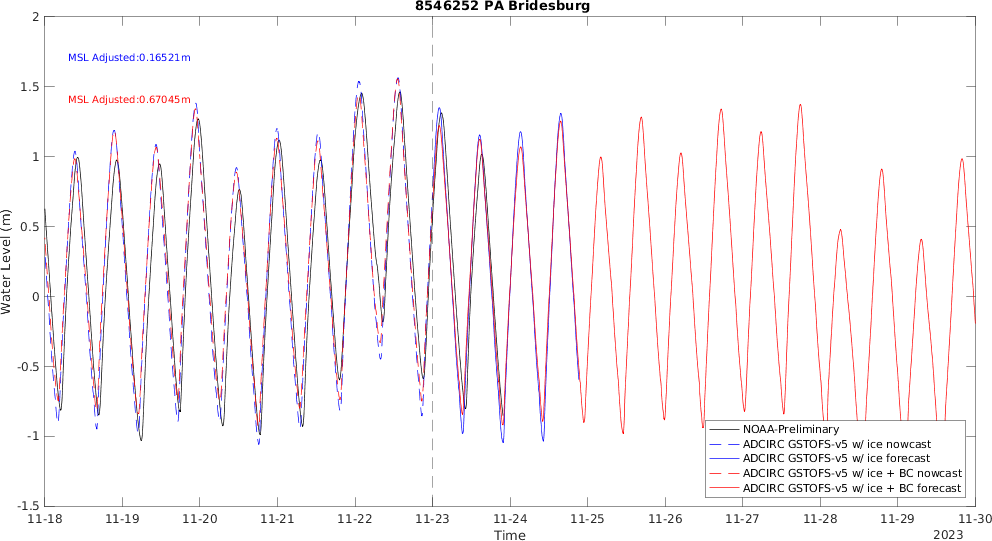 8546252 PA Bridesburg
MSL Adjusted:0.16521m
MSL Adjusted:0.67045m
Water Level (m)
2
1.5
1
0.5
0
-0.5
-1
-1.5
NOAA-Preliminary
ADCIRC GSTOFS-v5 w/ ice nowcast
ADCIRC GSTOFS-v5 w/ ice forecast
ADCIRC GSTOFS-v5 w/ ice + BC nowcast
ADCIRC GSTOFS-v5 w/ ice + BC forecast
11-18 11-19 11-20 11-21 11-22 11-23 11-24 11-25 11-26 11-27 11-28 11-29 11-30
Time
2023